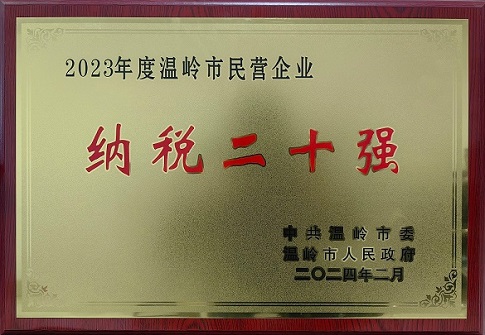 2023年度温岭市民营企业
纳税二十强
中共温岭市委
温岭市人民政府
二〇二四年二月